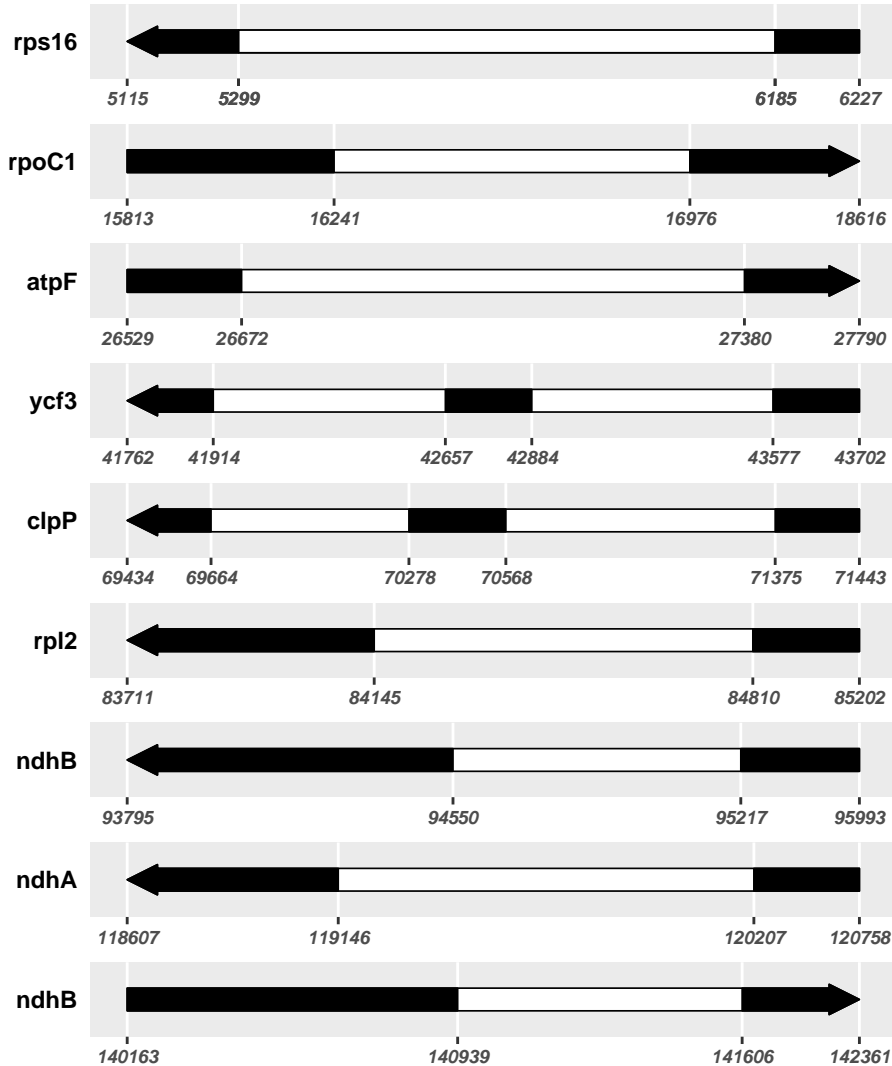 rps16
5115 5299 6185 6227
rpoC1
15813 16241 16976 18616
atpF
26529 26672 27380 27790
ycf3
41762 41914 42657 42884 43577 43702
clpP
69434 69664 70278 70568 71375 71443
rpl2
83711 84145 84810 85202
ndhB
93795 94550 95217 95993
ndhA
118607 119146 120207 120758
ndhB
140163 140939 141606 142361